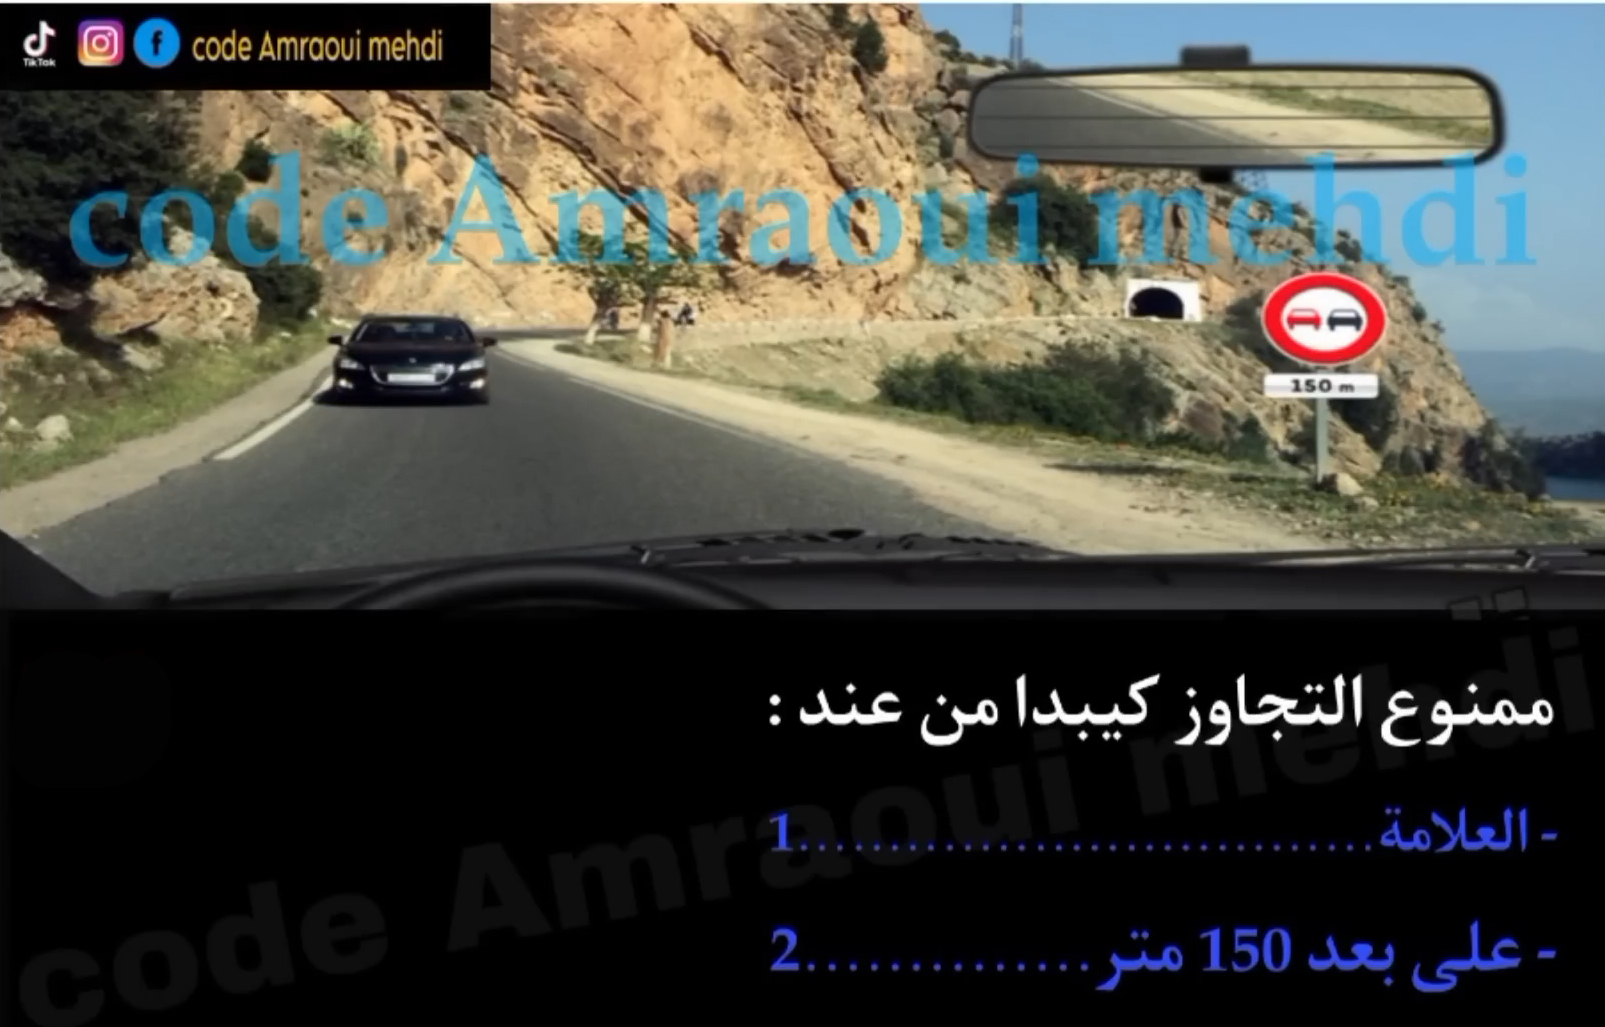 TikTok
code Amraoui mehdi
code Amraoui mehdi
150 m
ممنوع التجاوز كيبدا من عند :
- العلامة................................1
- على بعد 150 متر..............2
code Amraoui mehdi